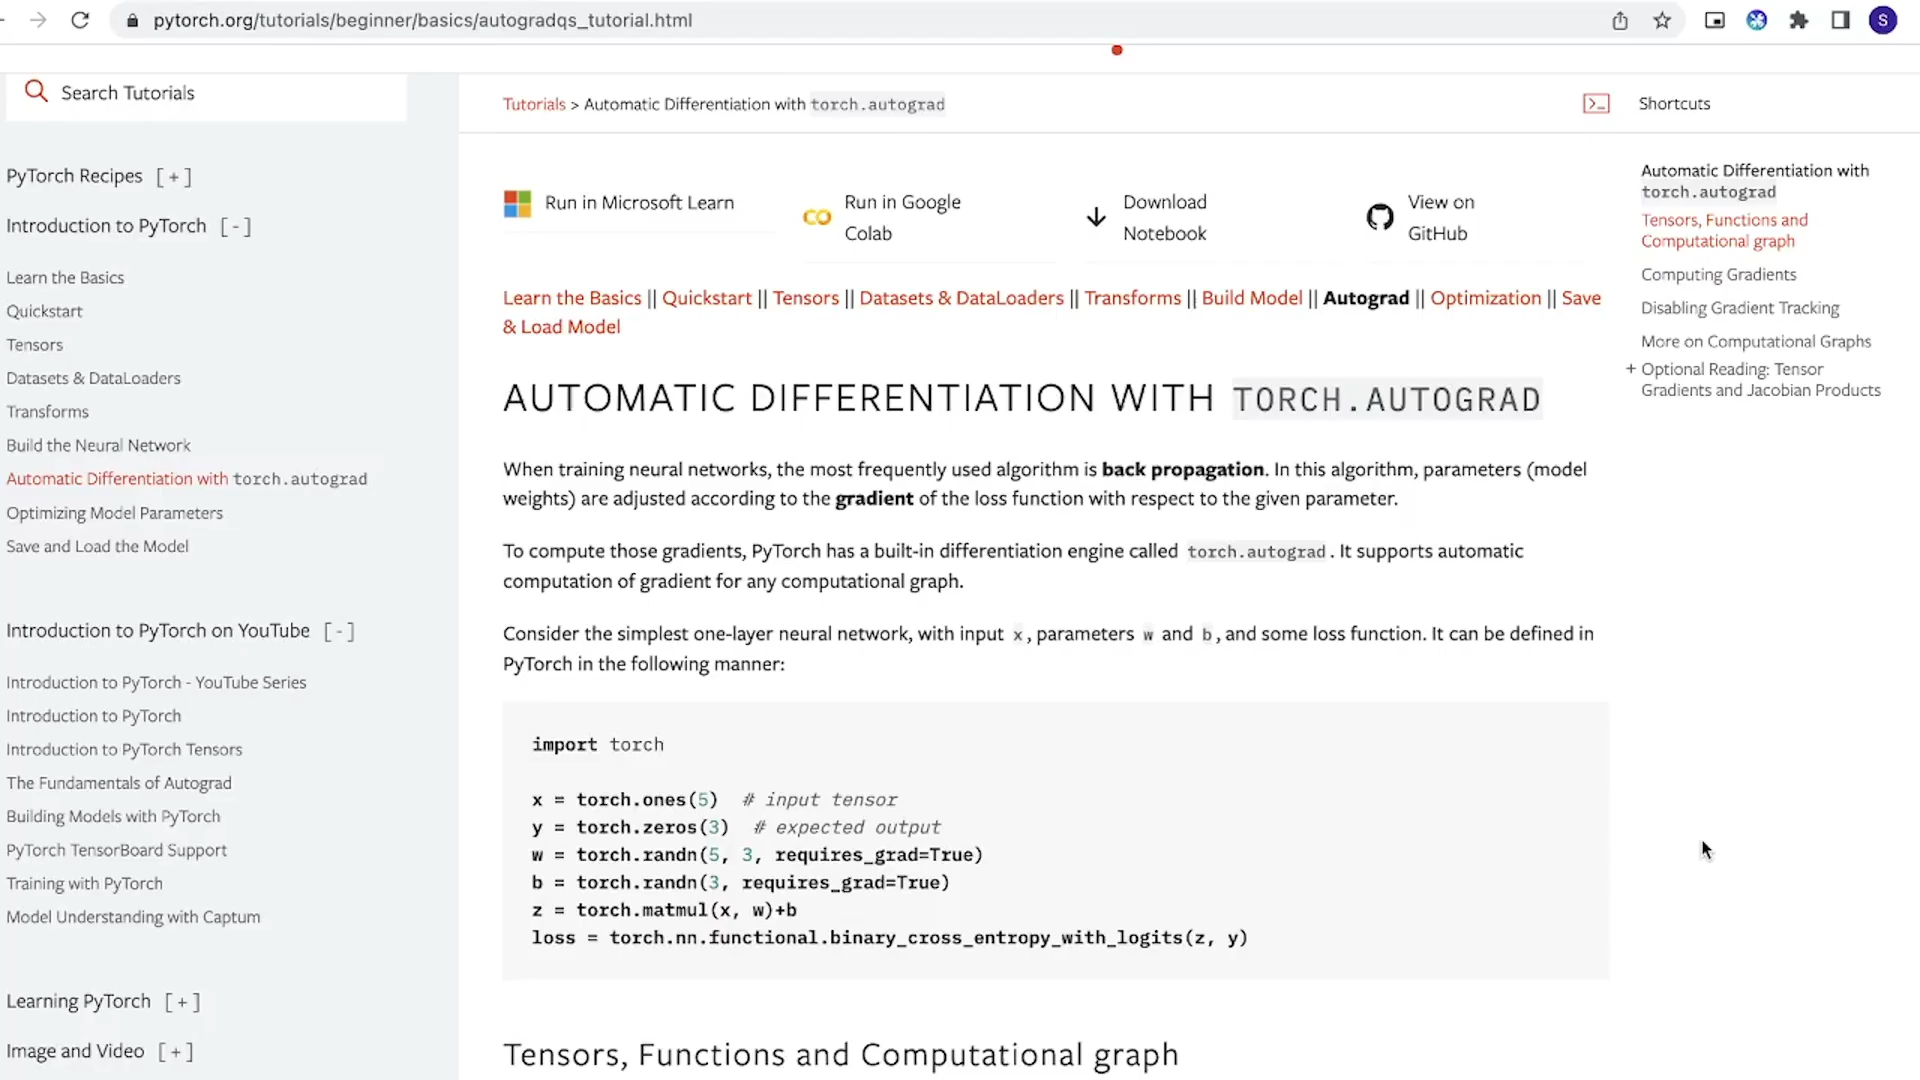 pytorch.org/tutorials/beginner/basics/autogradqs_tutorial.html
S
Search Tutorials
PyTorch Recipes [ + ]
Introduction to PyTorch [ - ]
Learn the Basics
Quickstart
Tensors
Datasets & DataLoaders
Transforms
Build the Neural Network
Automatic Differentiation with torch.autograd
Optimizing Model Parameters
Save and Load the Model
Introduction to PyTorch on YouTube [ - ]
Introduction to PyTorch - YouTube Series
Introduction to PyTorch
Introduction to PyTorch Tensors
The Fundamentals of Autograd
Building Models with PyTorch
PyTorch TensorBoard Support
Training with PyTorch
Model Understanding with Captum
Learning PyTorch [ + ]
Image and Video [ + ]
Tutorials > Automatic Differentiation with torch.autograd
Shortcuts
Run in Microsoft Learn
Run in Google
Colab
Download
Notebook
View on
GitHub
Learn the Basics || Quickstart || Tensors || Datasets & DataLoaders || Transforms || Build Model || Autograd || Optimization || Save
& Load Model
AUTOMATIC DIFFERENTIATION WITH TORCH.AUTOGRAD
When training neural networks, the most frequently used algorithm is back propagation. In this algorithm, parameters (model
weights) are adjusted according to the gradient of the loss function with respect to the given parameter.
To compute those gradients, PyTorch has a built-in differentiation engine called torch.autograd. It supports automatic
computation of gradient for any computational graph.
Consider the simplest one-layer neural network, with input x, parameters w and b, and some loss function. It can be defined in
PyTorch in the following manner:
import torch
x = torch.ones(5)  # input tensor
y = torch.zeros(3)  # expected output
w = torch.randn(5, 3, requires_grad=True)
b = torch.randn(3, requires_grad=True)
z = torch.matmul(x, w)+b
loss = torch.nn.functional.binary_cross_entropy_with_logits(z, y)
Tensors, Functions and Computational graph
Automatic Differentiation with
torch.autograd
Tensors, Functions and
Computational graph
Computing Gradients
Disabling Gradient Tracking
More on Computational Graphs
+ Optional Reading: Tensor
Gradients and Jacobian Products